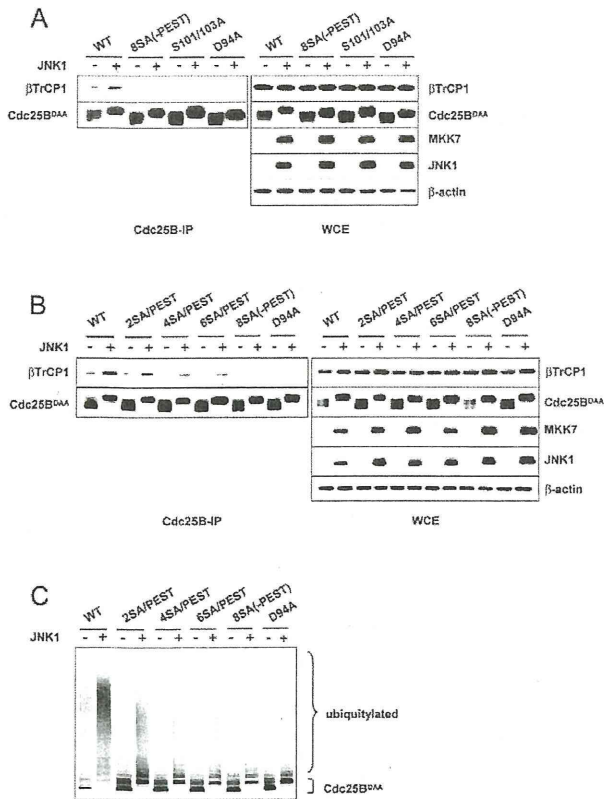 A
WT 8SA(-PEST) S101/103A D94A WT 8SA(-PEST) S101/103A D94A
JNK1 - + - + - + - + - + - + - + - +
βTrCP1 βTrCP1
Cdc25BDAA Cdc25BDAA
MKK7
JNK1
β-actin
Cdc25B-IP WCE
B
WT 2SA/PEST 4SA/PEST 6SA/PEST 8SA(-PEST) D94A WT 2SA/PEST 4SA/PEST 6SA/PEST 8SA(-PEST) D94A
JNK1 - + - + - + - + - + - + - + - + - + - + - + - +
βTrCP1 βTrCP1
Cdc25BDAA Cdc25BDAA
MKK7
JNK1
β-actin
Cdc25B-IP WCE
C
WT 2SA/PEST 4SA/PEST 6SA/PEST 8SA(-PEST) D94A
JNK1 - + - + - + - + - + - +
ubiquitylated
Cdc25BDAA